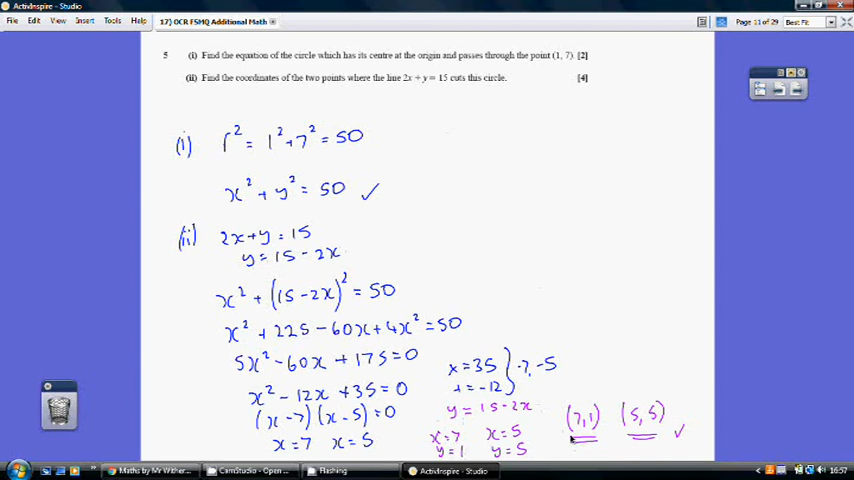 ActivInspire - Studio
File Edit View Insert Tools Help
17) OCR FSMQ Additional Math
Page 11 of 29
Best Fit
5 (i) Find the equation of the circle which has its centre at the origin and passes through the point (1, 7) [2]
(ii) Find the coordinates of the two points where the line 2x + y = 15 cuts this circle. [4]
(i) r² = 1² + 7² = 50
x² + y² = 50 ✓
(ii) 2x + y = 15
y = 15 - 2x
x² + (15 - 2x)² = 50
x² + 225 - 60x + 4x² = 50
5x² - 60x + 175 = 0
x² - 12x + 35 = 0
(x - 7)(x - 5) = 0
x = 7 x = 5
x = 35 } -7, -5
+ = -12
y = 15 - 2x
x = 7 x = 5
y = 1 y = 5
(7,1) (5,5) ✓
Maths by Mr Wither...
CamStudio - Open ...
Flashing
ActivInspire - Studio
16:57